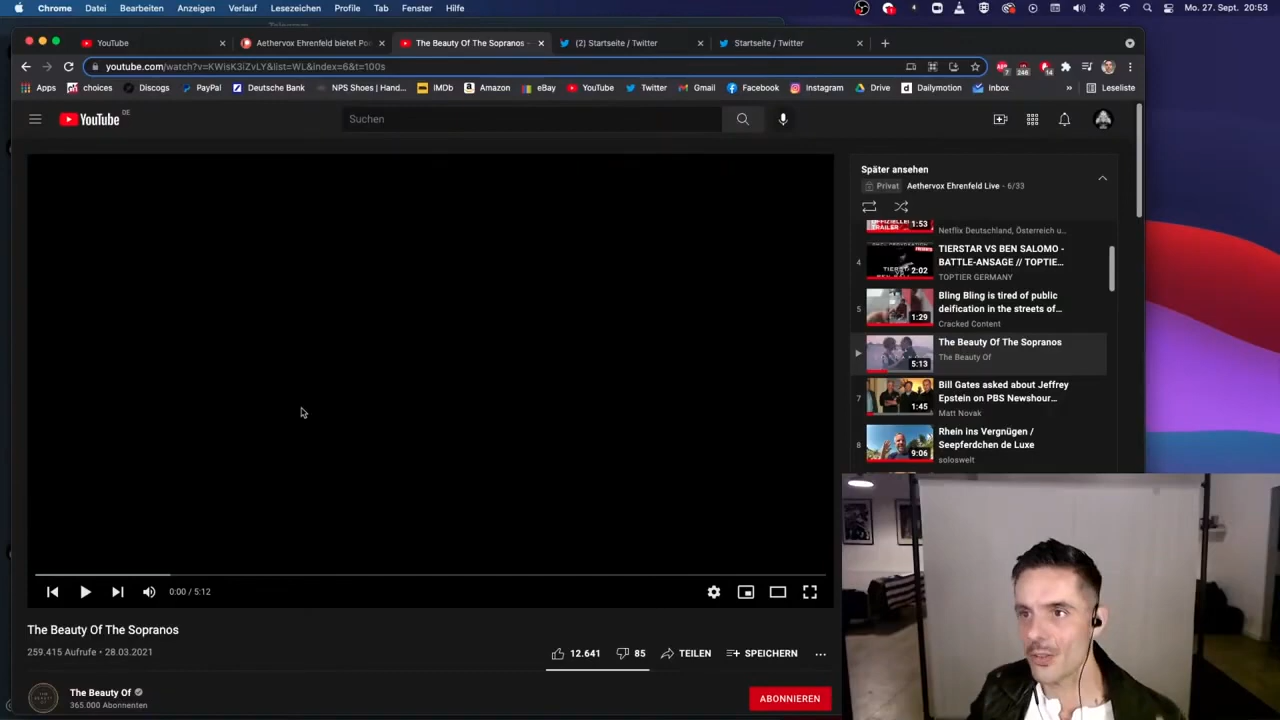 Chrome Datei Bearbeiten Anzeigen Verlauf Lesezeichen Profile Tab Fenster Hilfe Mo. 27. Sept. 20:53
YouTube
Aethervox Ehrenfeld bietet Po
The Beauty Of The Sopranos -
(2) Startseite / Twitter
Startseite / Twitter
youtube.com/watch?v=KWisK3iZvLY&list=WL&index=6&t=100s
Apps choices Discogs PayPal Deutsche Bank NPS Shoes | Hand... IMDb Amazon eBay YouTube Twitter Gmail Facebook Instagram Drive Dailymotion Inbox » Leseliste
YouTube DE
Suchen
Später ansehen
Privat Aethervox Ehrenfeld Live - 6/33
TRAILER
1:53
Netflix Deutschland, Österreich u...
4
2:02
TIERSTAR VS BEN SALOMO -
BATTLE-ANSAGE // TOPTIE...
TOPTIER GERMANY
5
1:29
Bling Bling is tired of public
deification in the streets of...
Cracked Content
5:13
The Beauty Of The Sopranos
The Beauty Of
7
1:45
Bill Gates asked about Jeffrey
Epstein on PBS Newshour...
Matt Novak
8
9:06
Rhein ins Vergnügen /
Seepferdchen de Luxe
soloswelt
0:00 / 5:12
The Beauty Of The Sopranos
259.415 Aufrufe • 28.03.2021
12.641 85 TEILEN SPEICHERN ...
The Beauty Of
365.000 Abonnenten
ABONNIEREN